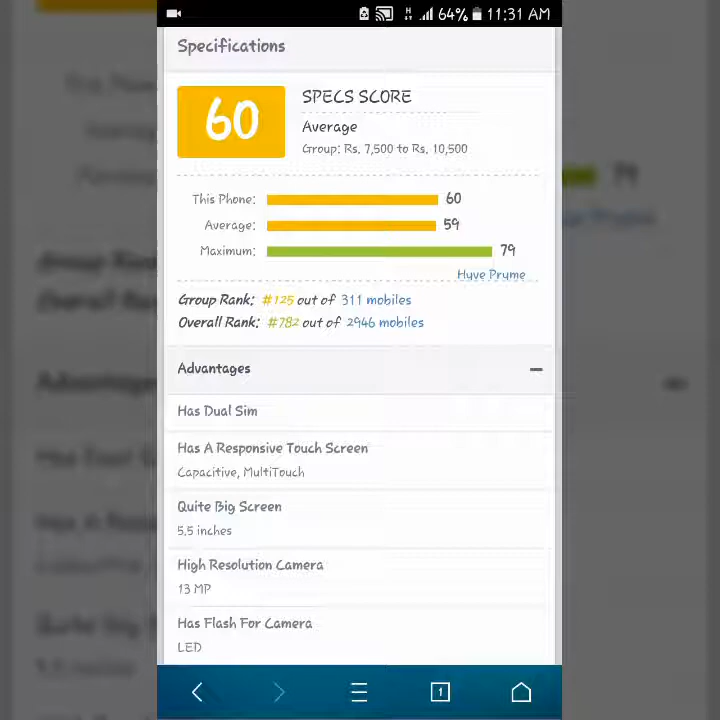 64% 11:31 AM
Specifications
60
SPECS SCORE
Average
Group: Rs. 7,500 to Rs. 10,500
This Phone: 60
Average: 59
Maximum: 79
Hyve Pryme
Group Rank: #125 out of 311 mobiles
Overall Rank: #782 out of 2946 mobiles
Advantages
Has Dual Sim
Has A Responsive Touch Screen
Capacitive, MultiTouch
Quite Big Screen
5.5 inches
High Resolution Camera
13 MP
Has Flash For Camera
LED
1